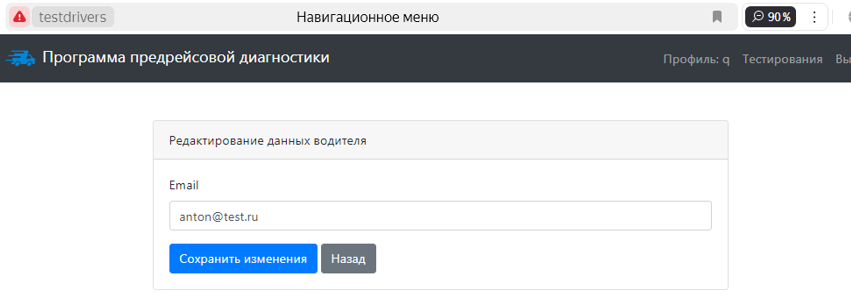 testdrivers Навигационное меню 90%
Программа предрейсовой диагностики Профиль: q Тестирования Вы
Редактирование данных водителя
Email
anton@test.ru
Сохранить изменения Назад